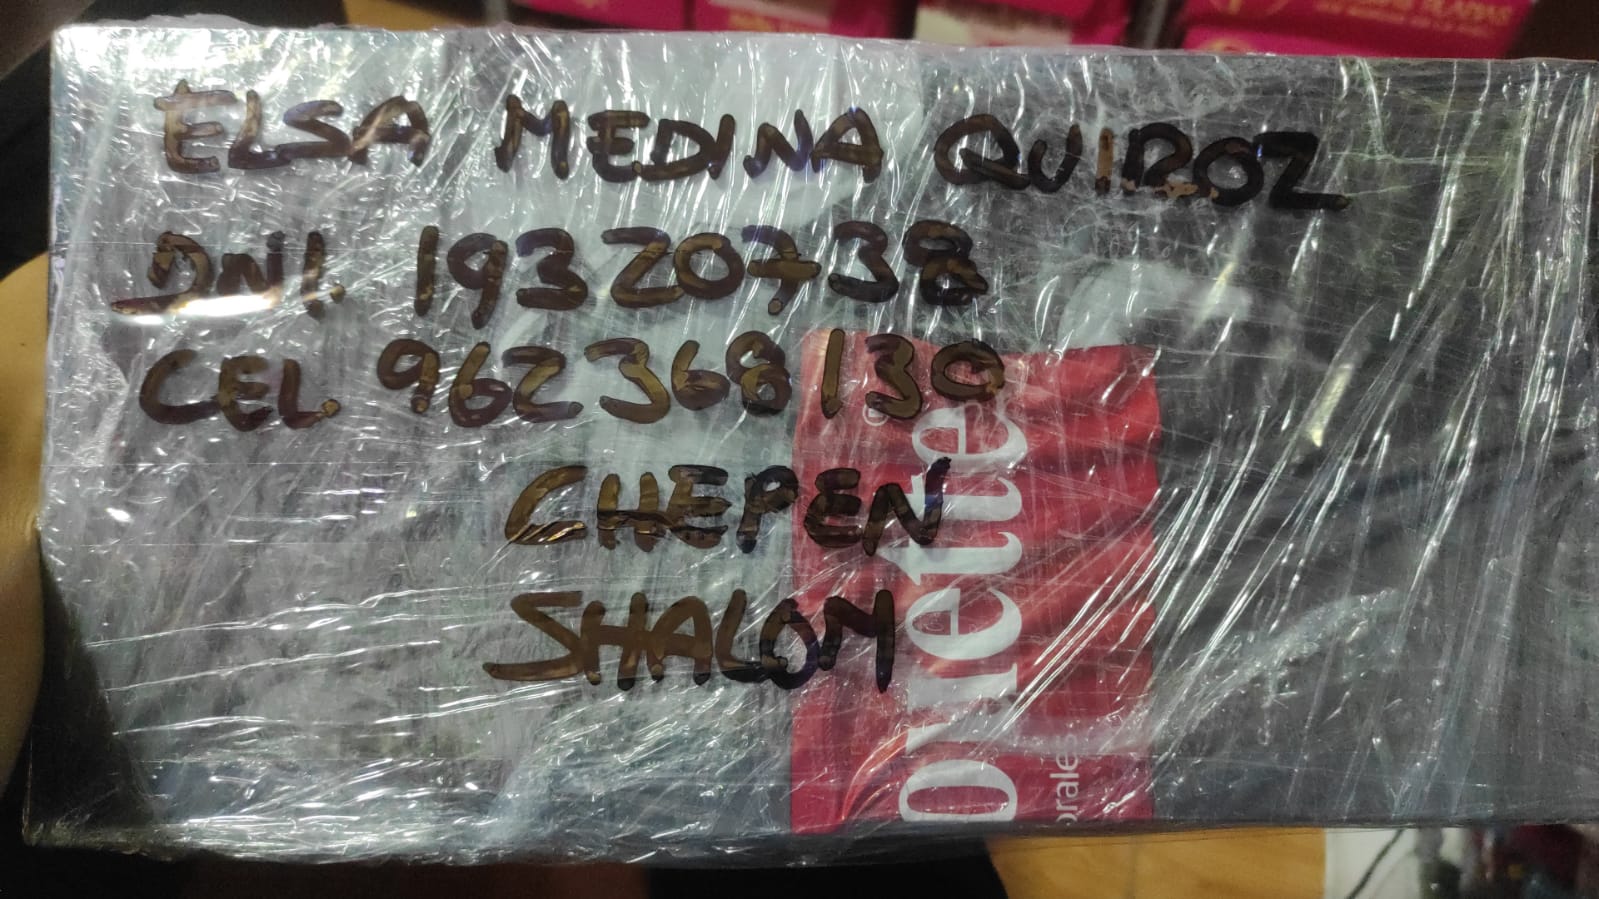 ELSA MEDINA QUIROZ
DNI. 19320738
CEL. 962368130
CHEPEN
SHALOM